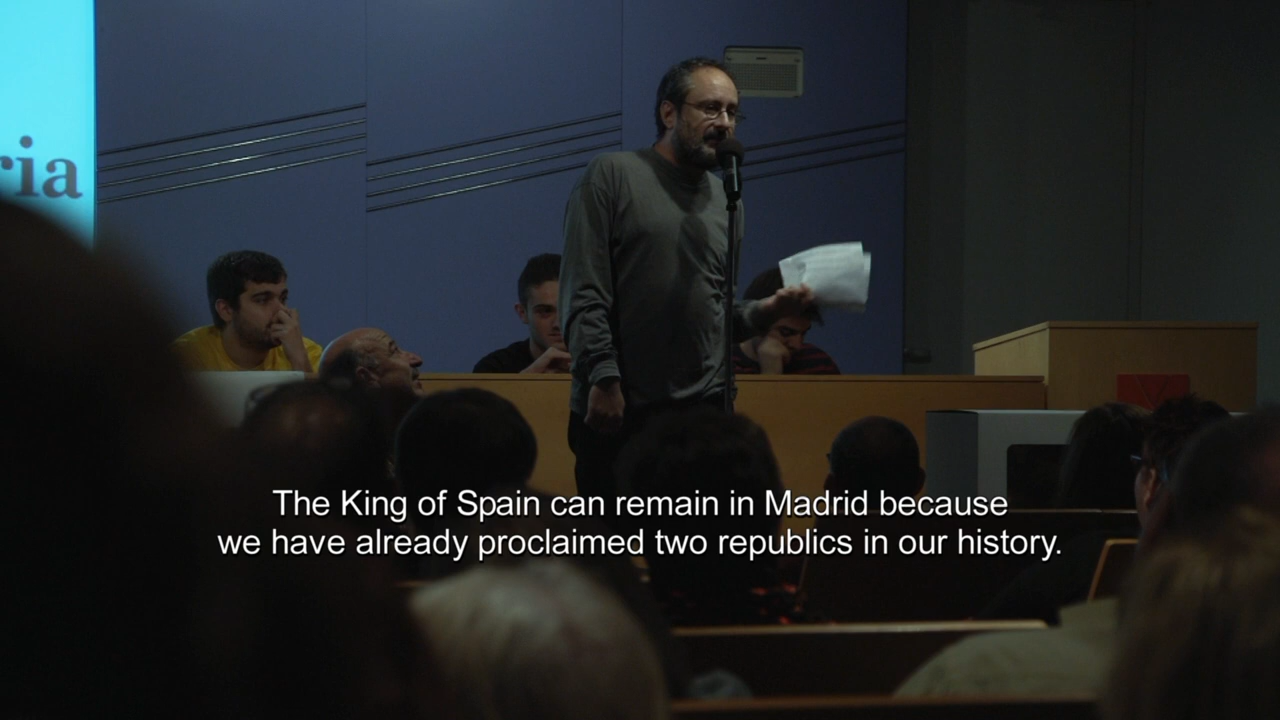 ria
The King of Spain can remain in Madrid because
we have already proclaimed two republics in our history.